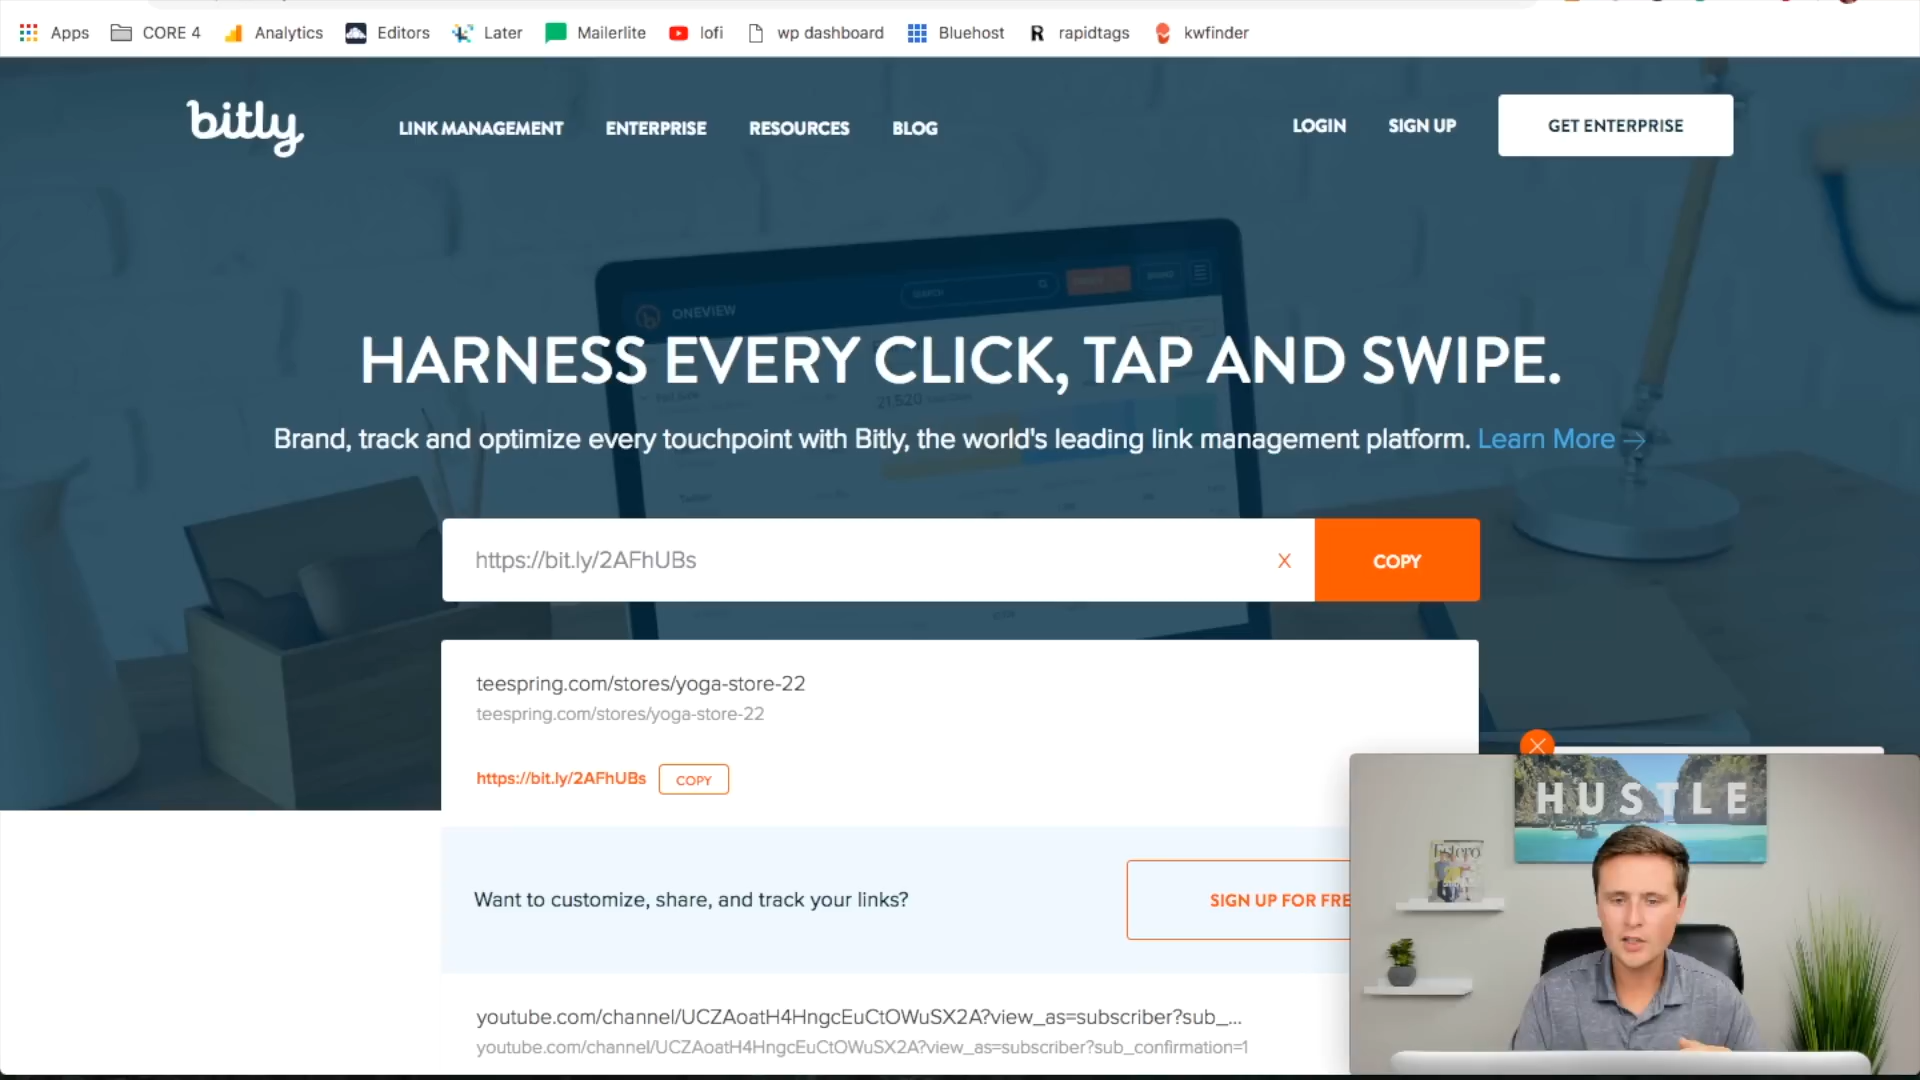 Apps CORE 4 Analytics Editors Later Mailerlite lofi wp dashboard Bluehost rapidtags kwfinder
bitly LINK MANAGEMENT ENTERPRISE RESOURCES BLOG LOGIN SIGN UP GET ENTERPRISE
ONEVIEW SEARCH
HARNESS EVERY CLICK, TAP AND SWIPE.
21,520
Brand, track and optimize every touchpoint with Bitly, the world's leading link management platform. Learn More →
https://bit.ly/2AFhUBs X COPY
teespring.com/stores/yoga-store-22
teespring.com/stores/yoga-store-22
https://bit.ly/2AFhUBs COPY
HUSTLE
Estero
Want to customize, share, and track your links? SIGN UP FOR FRE
youtube.com/channel/UCZAoatH4HngcEuCtOWuSX2A?view_as=subscriber?sub_...
youtube.com/channel/UCZAoatH4HngcEuCtOWuSX2A?view_as=subscriber?sub_confirmation=1